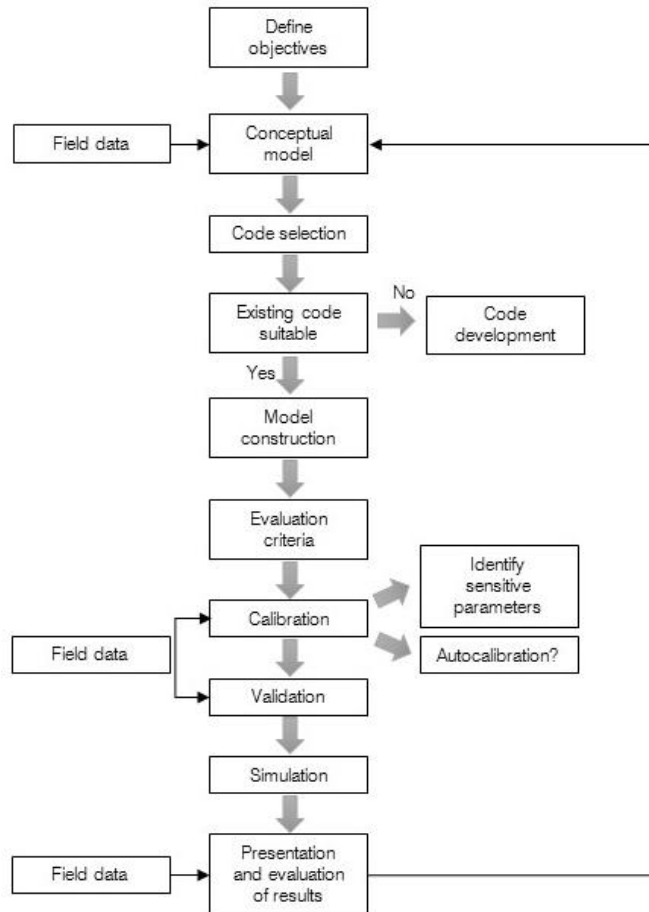 Define
objectives
Field data
Conceptual
model
Code selection
Existing code
suitable
No
Code
development
Yes
Model
construction
Evaluation
criteria
Identify
sensitive
parameters
Calibration
Autocalibration?
Field data
Validation
Simulation
Presentation
and evaluation
of results
Field data